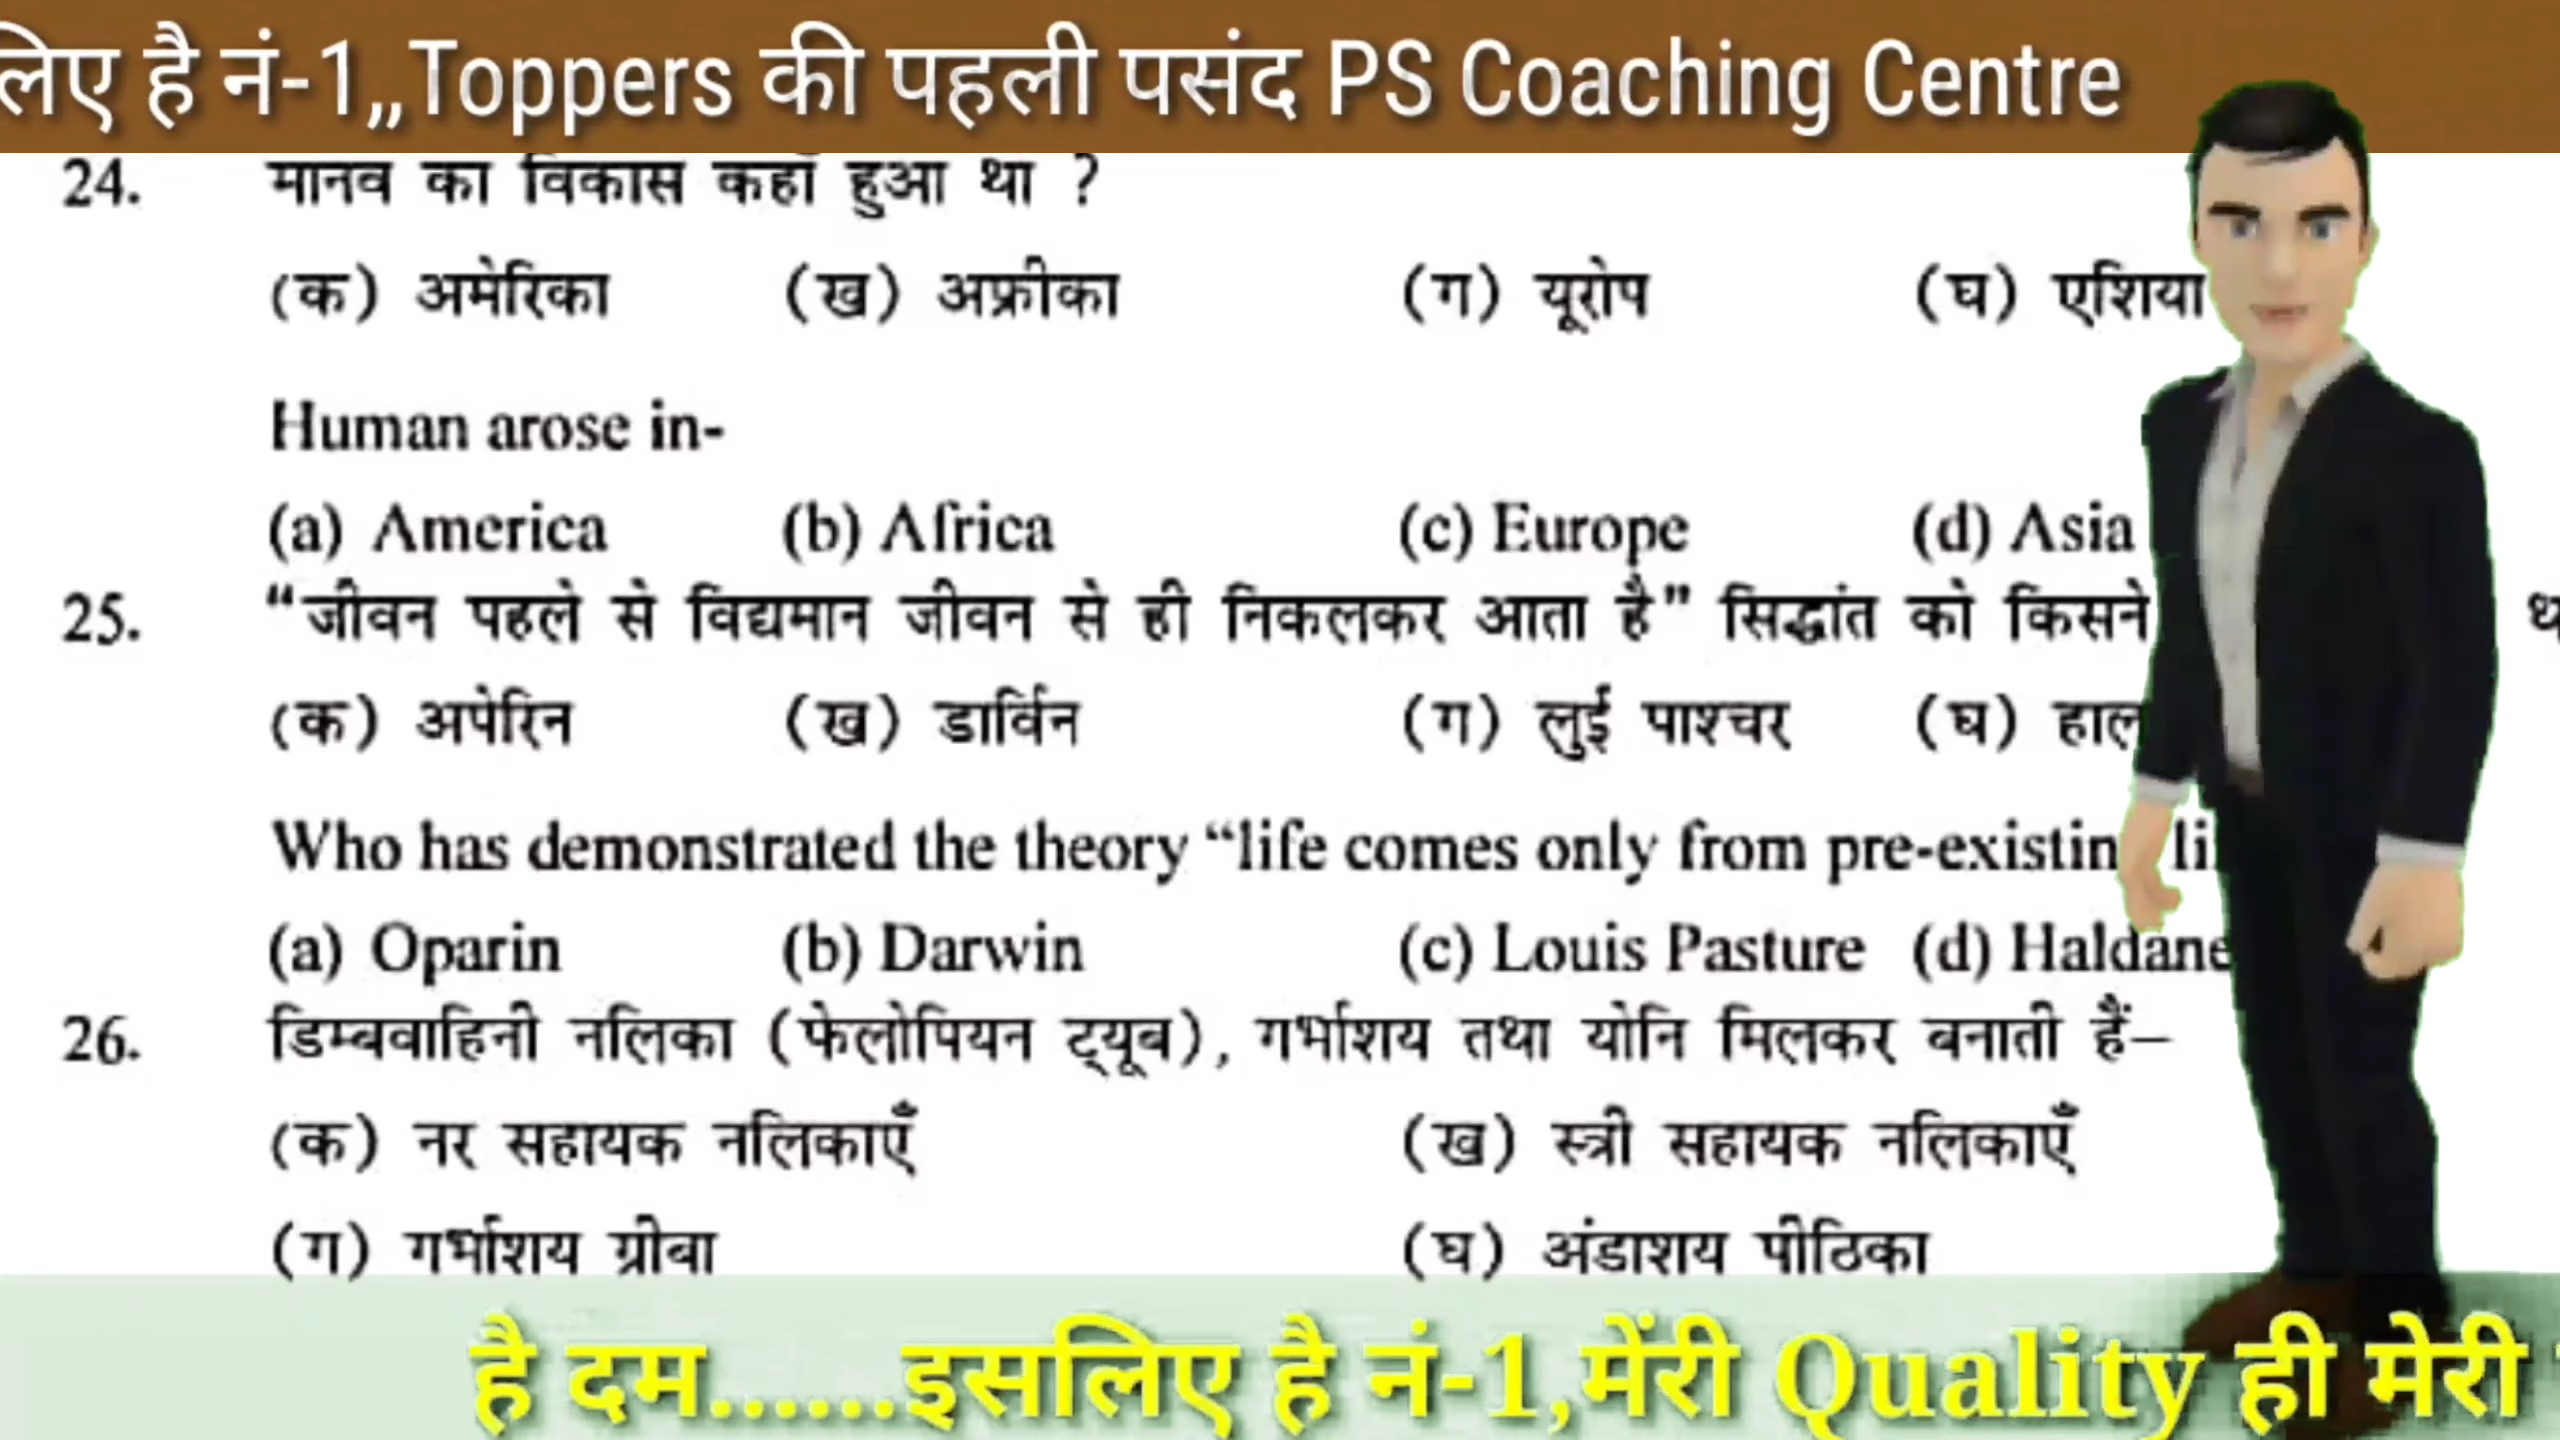 लिए है नं-1,,Toppers की पहली पसंद PS Coaching Centre
24. मानव का विकास कहाँ हुआ था ?
(क) अमेरिका (ख) अफ्रीका (ग) यूरोप (घ) एशिया
Human arose in-
(a) America (b) Africa (c) Europe (d) Asia
25. “जीवन पहले से विद्यमान जीवन से ही निकलकर आता है” सिद्धांत को किसने
(क) अपेरिन (ख) डार्विन (ग) लुई पाश्चर (घ)
Who has demonstrated the theory “life comes only from pre-existing
(a) Oparin (b) Darwin (c) Louis Pasture (d) Haldane
26. डिम्बवाहिनी नलिका (फेलोपियन ट्यूब), गर्भाशय तथा योनि मिलकर बनाती हैं–
(क) नर सहायक नलिकाएँ (ख) स्त्री सहायक नलिकाएँ
(ग) गर्भाशय ग्रीवा (घ) अंडाशय पीठिका
है दम......इसलिए है नं-1,मेंरी Quality ही मेरी